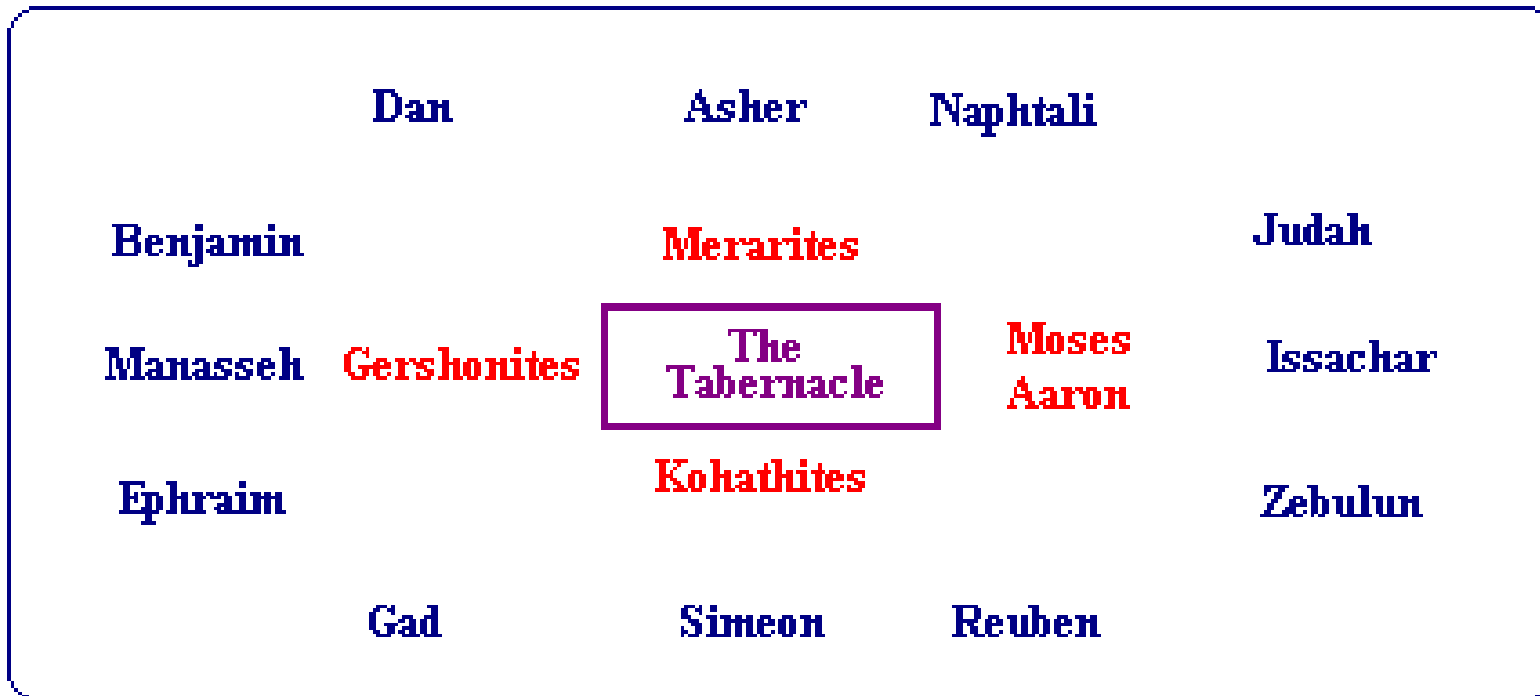 Dan Asher Naphtali
Benjamin Merarites Judah
Manasseh Gershonites The Tabernacle Moses Aaron Issachar
Ephraim Kohathites Zebulun
Gad Simeon Reuben